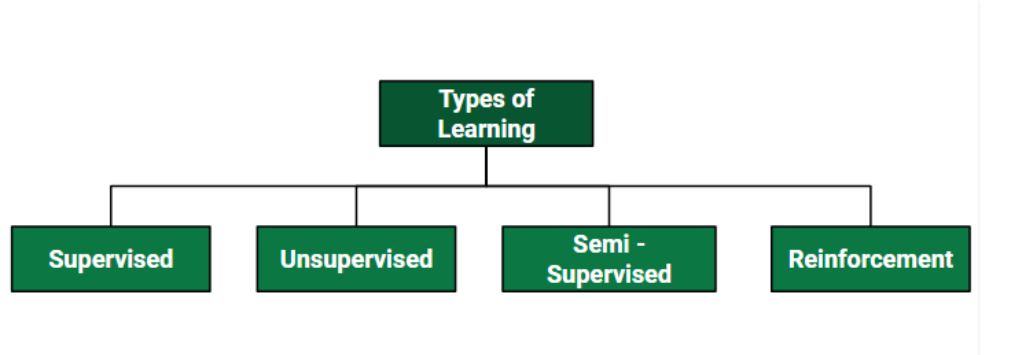 Types of
Learning
Supervised
Unsupervised
Semi -
Supervised
Reinforcement